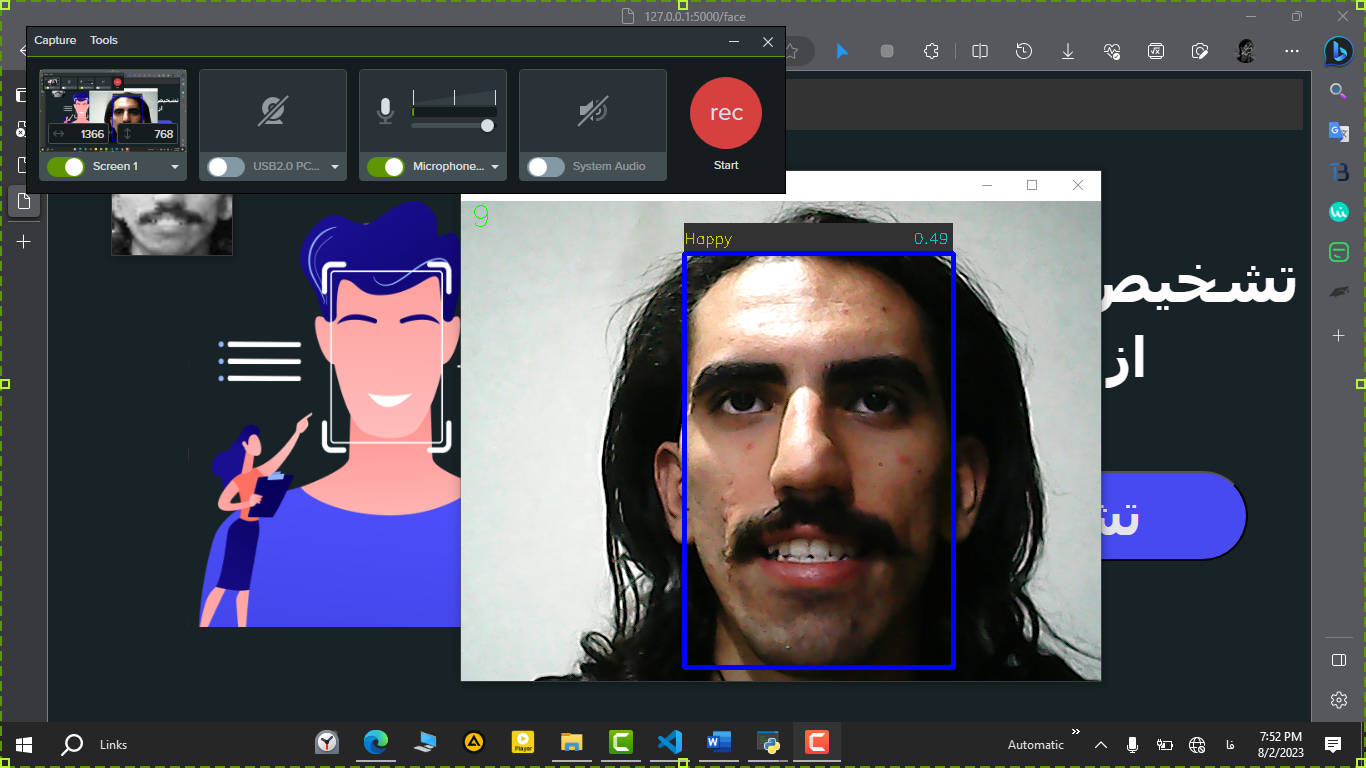 127.0.0.1:5000/face
Capture Tools
1366 768
Screen 1
USB2.0 PC...
Microphone...
System Audio
rec
Start
9
Happy 0.49
تشخیص
از
تش
Player
Links
Automatic
فا
7:52 PM
8/2/2023